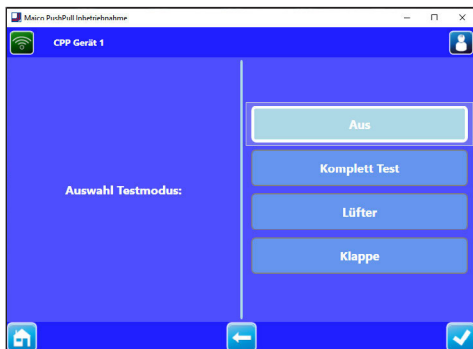 Maico PushPull Inbetriebnahme
CPP Gerät 1
Aus
Komplett Test
Auswahl Testmodus:
Lüfter
Klappe